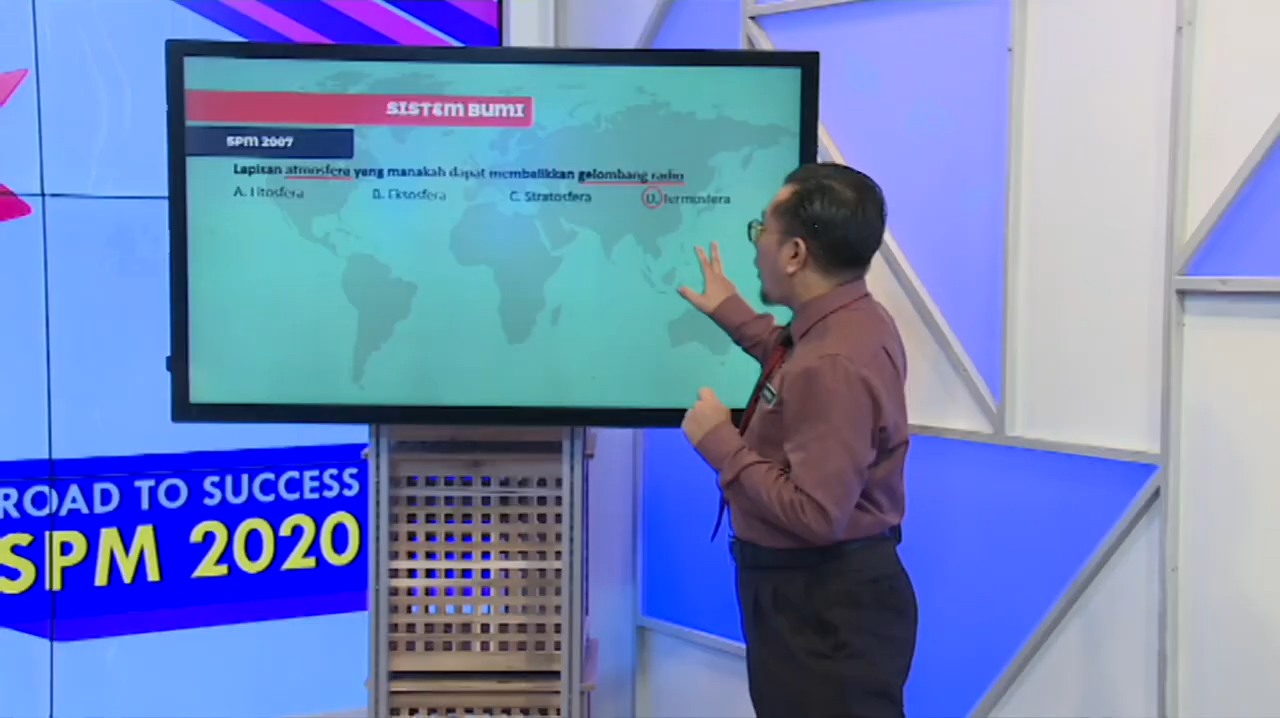 SISTEM BUMI
SPM 2007
Lapisan atmosfera yang manakah dapat membalikkan gelombang radio
A. Litosfera B. Eksosfera C. Stratosfera D. Termosfera
ROAD TO SUCCESS
SPM 2020